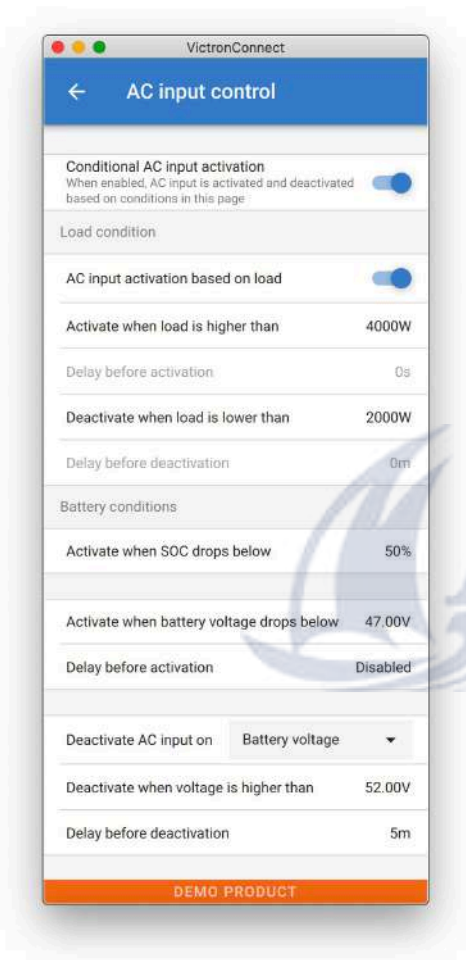 VictronConnect
AC input control
Conditional AC input activation
When enabled, AC input is activated and deactivated
based on conditions in this page
Load condition
AC input activation based on load
Activate when load is higher than 4000W
Delay before activation 0s
Deactivate when load is lower than 2000W
Delay before deactivation 0m
Battery conditions
Activate when SOC drops below 50%
Activate when battery voltage drops below 47.00V
Delay before activation Disabled
Deactivate AC input on Battery voltage
Deactivate when voltage is higher than 52.00V
Delay before deactivation 5m
DEMO PRODUCT